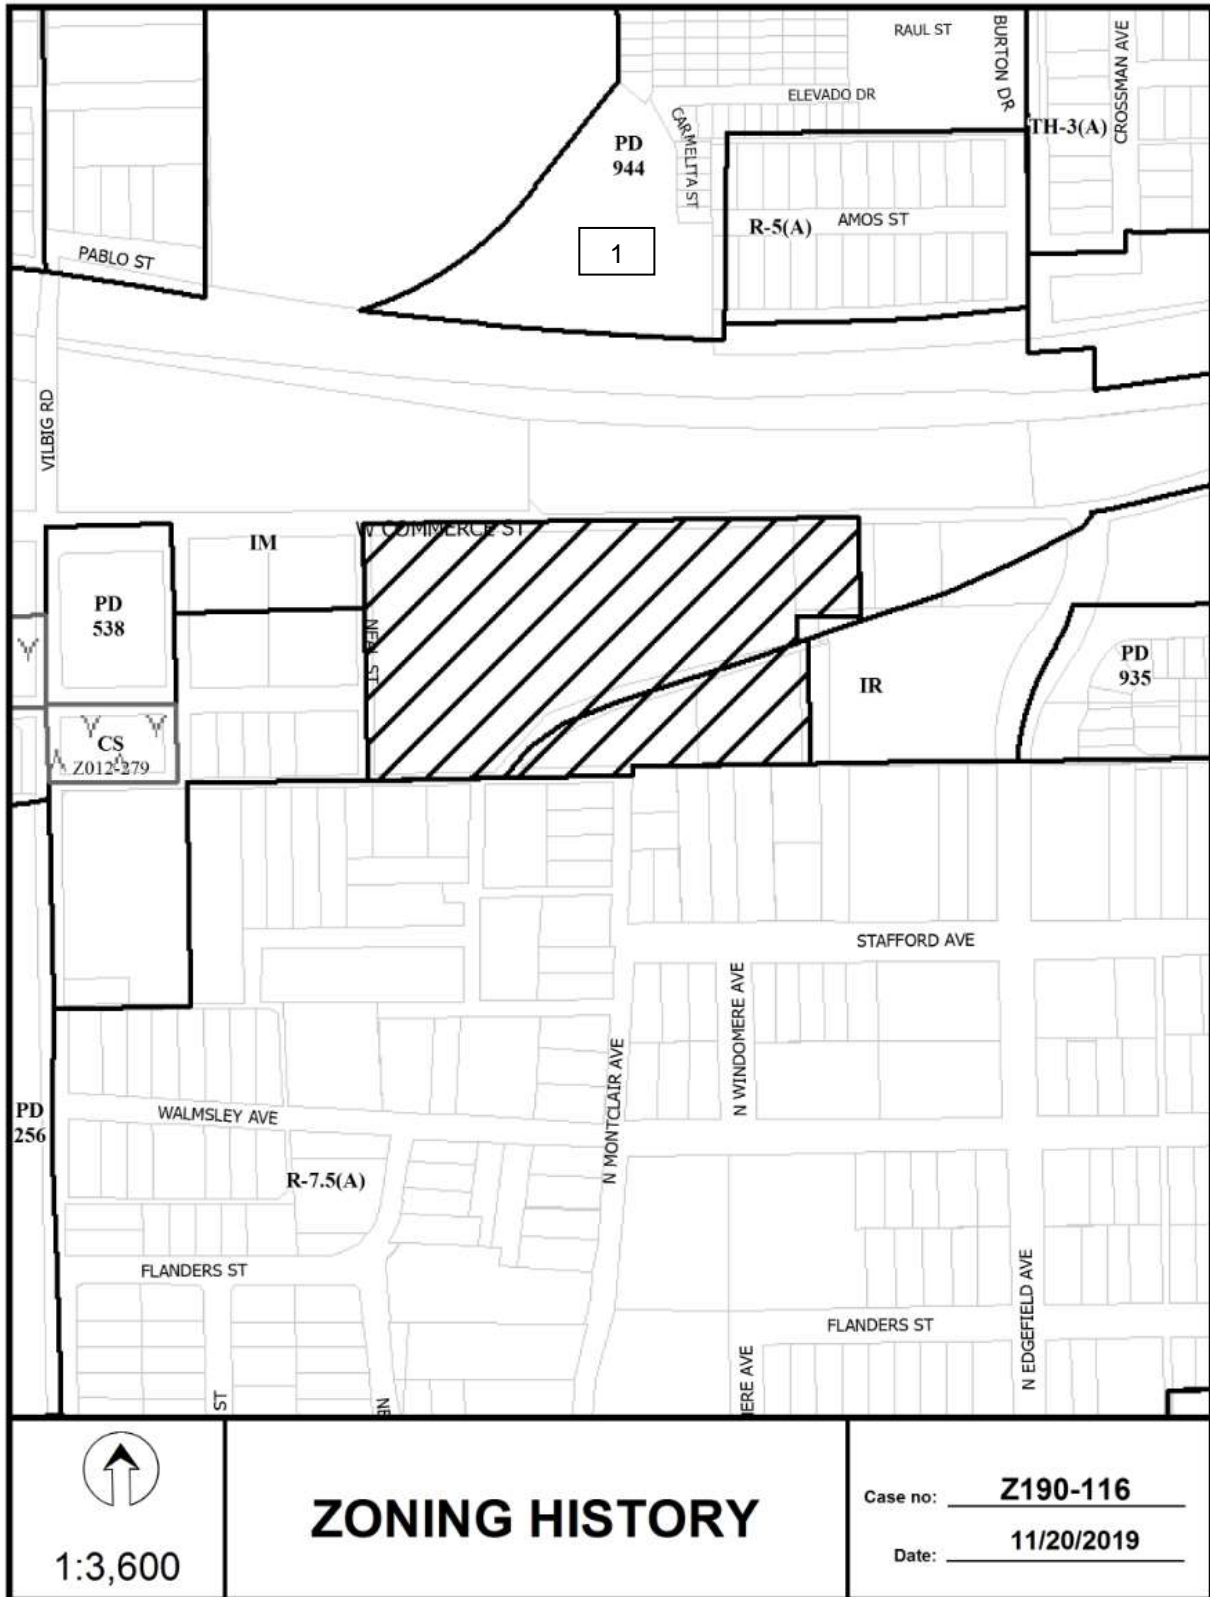 RAUL ST
BURTON DR
CROSSMAN AVE
ELEVADO DR
CARMELITA ST
TH-3(A)
PD
944
R-5(A)
AMOS ST
1
PABLO ST
VILBIG RD
W COMMERCE ST
IM
PD
538
NEAL ST
PD
935
IR
CS
Z012-279
STAFFORD AVE
N WINDOMERE AVE
N MONTCLAIR AVE
PD
256
WALMSLEY AVE
R-7.5(A)
FLANDERS ST
N EDGEFIELD AVE
FLANDERS ST
ST
NE
ERE AVE
1:3,600
ZONING HISTORY
Case no: Z190-116
Date: 11/20/2019